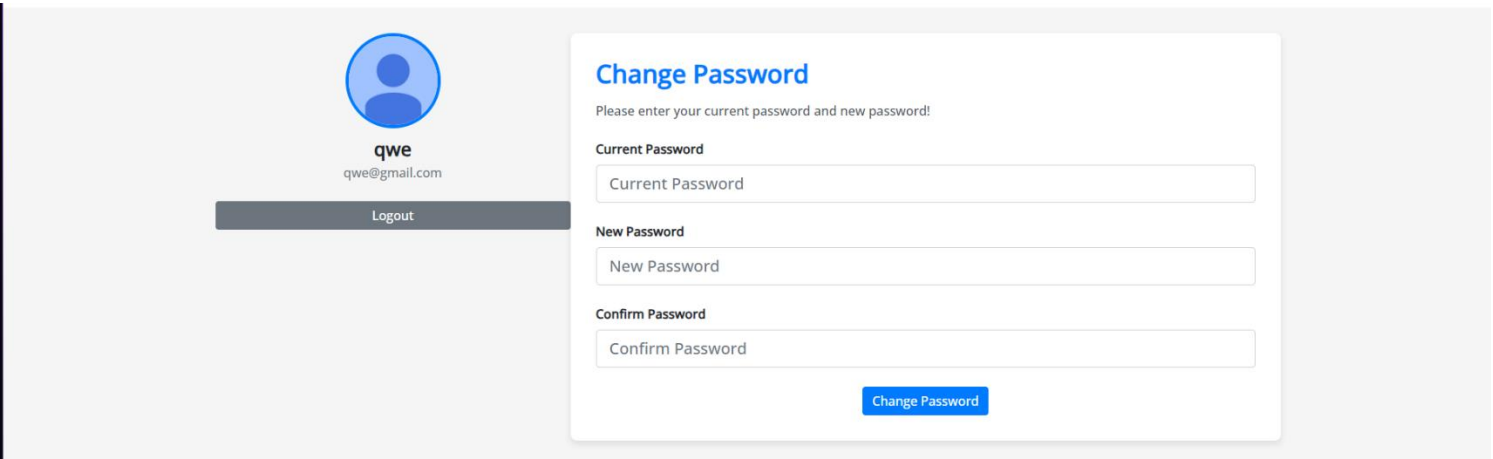 qwe
qwe@gmail.com
Logout
Change Password
Please enter your current password and new password!
Current Password
Current Password
New Password
New Password
Confirm Password
Confirm Password
Change Password